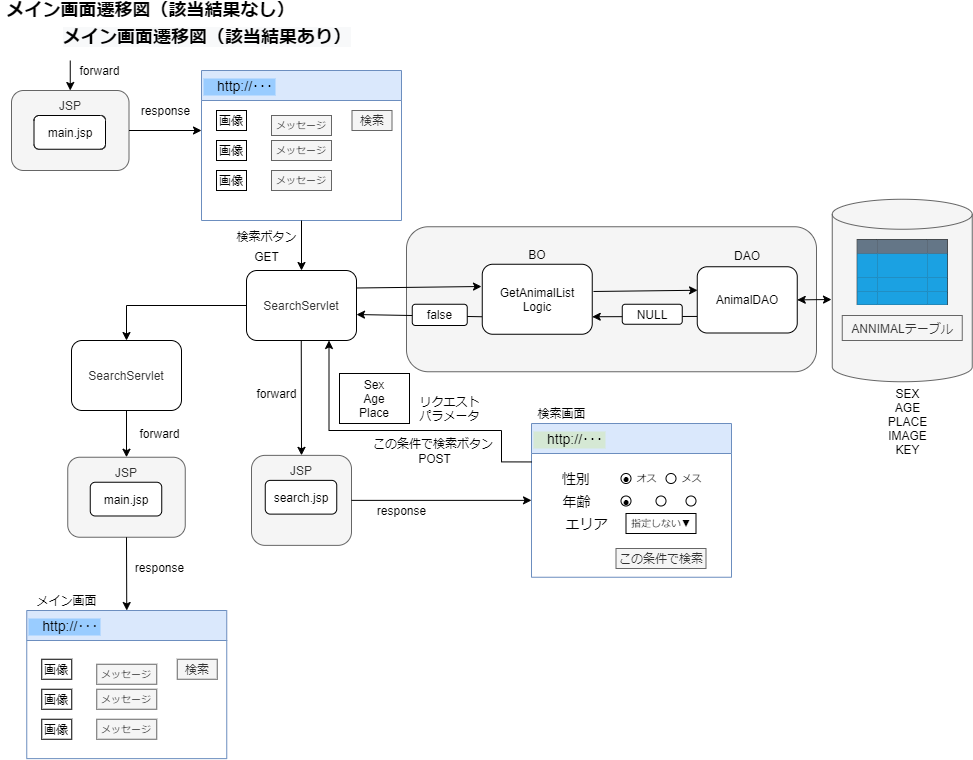 メイン画面遷移図（該当結果なし）
メイン画面遷移図（該当結果あり）
forward
JSP
main.jsp
response
http://･･･
画像
メッセージ
検索
画像
メッセージ
画像
メッセージ
検索ボタン
GET
SearchServlet
BO
GetAnimalList
Logic
DAO
AnimalDAO
false
NULL
ANNIMALテーブル
SEX
AGE
PLACE
IMAGE
KEY
SearchServlet
forward
JSP
main.jsp
response
forward
Sex
Age
Place
リクエスト
パラメータ
この条件で検索ボタン
POST
JSP
search.jsp
response
検索画面
http://･･･
性別
オス
メス
年齢
エリア
指定しない▼
この条件で検索
メイン画面
http://･･･
画像
メッセージ
検索
画像
メッセージ
画像
メッセージ